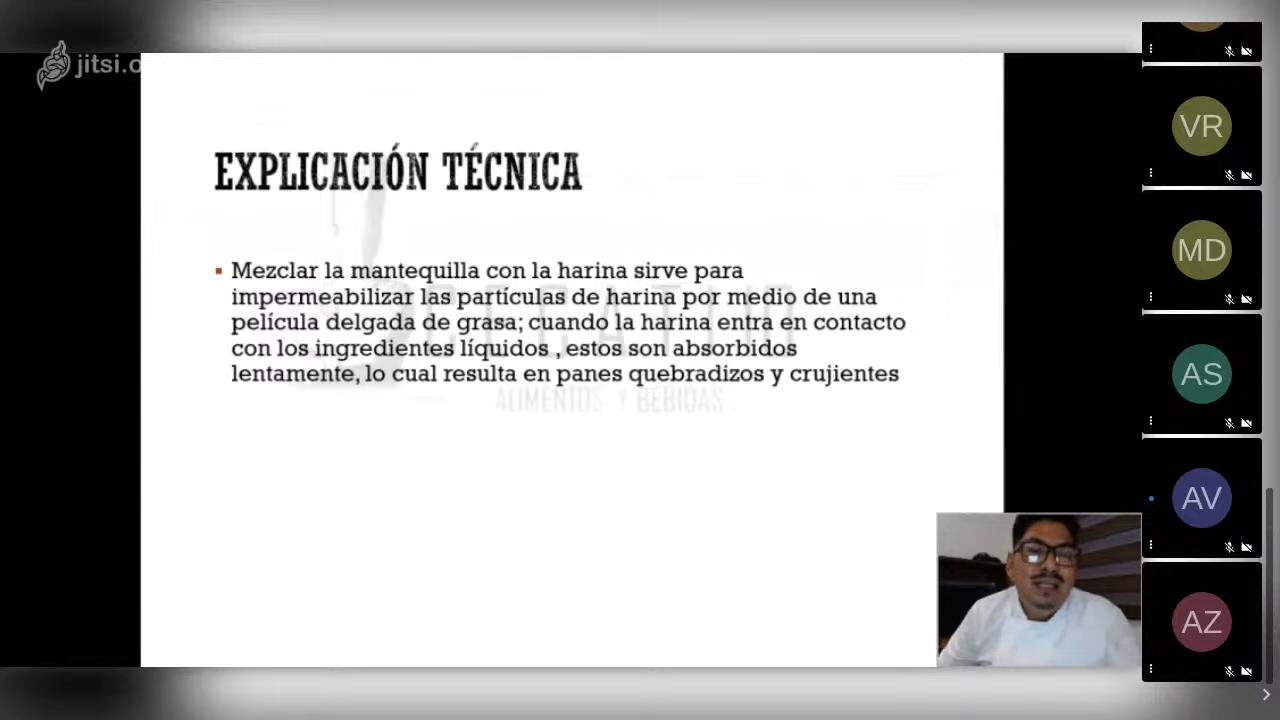 jitsi.o
EXPLICACIÓN TÉCNICA
Mezclar la mantequilla con la harina sirve para
impermeabilizar las partículas de harina por medio de una
película delgada de grasa; cuando la harina entra en contacto
con los ingredientes líquidos , estos son absorbidos
lentamente, lo cual resulta en panes quebradizos y crujientes
ALIMENTOS Y BEBIDAS
VR
MD
AS
AV
AZ